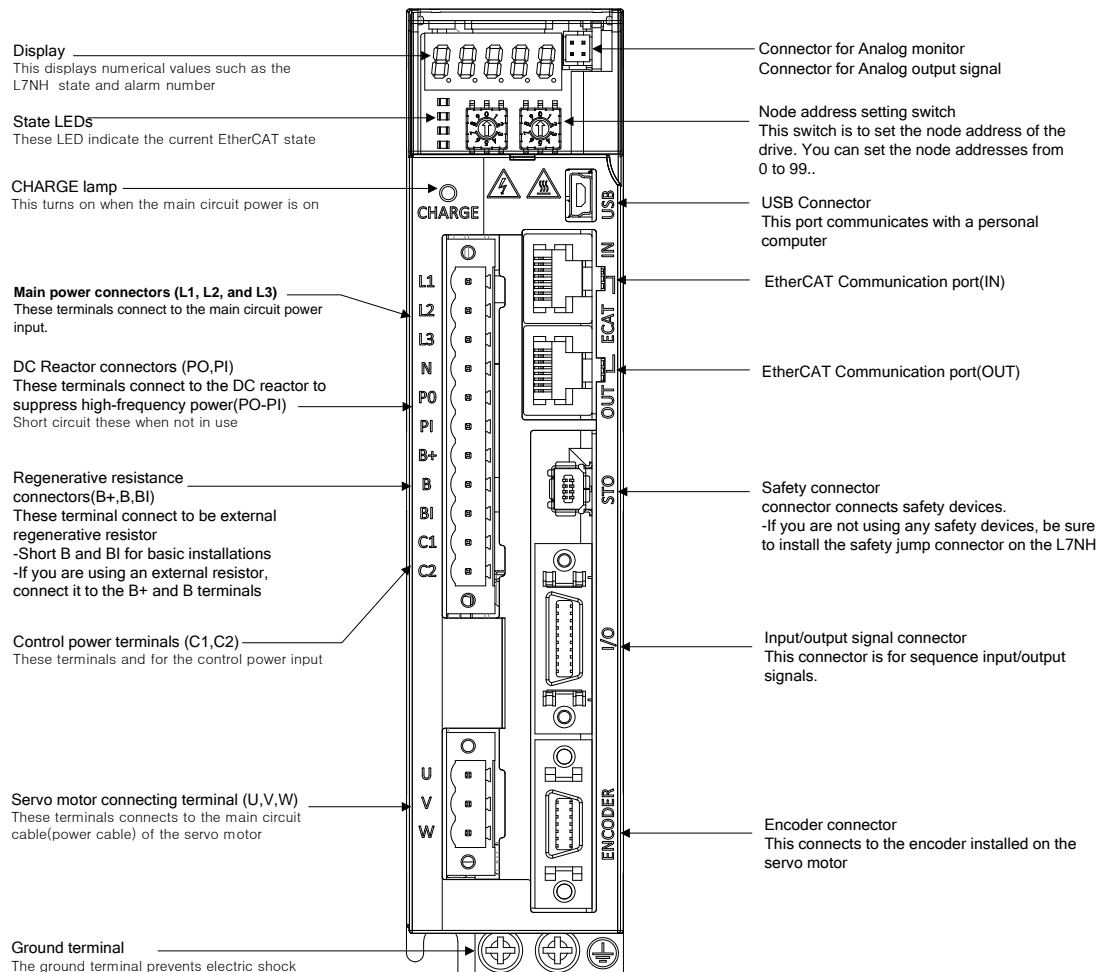 Display
This displays numerical values such as the
L7NH state and alarm number
State LEDs
These LED indicate the current EtherCAT state
CHARGE lamp
This turns on when the main circuit power is on
Main power connectors (L1, L2, and L3)
These terminals connect to the main circuit power
input.
DC Reactor connectors (PO,PI)
These terminals connect to the DC reactor to
suppress high-frequency power(PO-PI)
Short circuit these when not in use
Regenerative resistance
connectors(B+,B,BI)
These terminal connect to be external
regenerative resistor
-Short B and BI for basic installations
-If you are using an external resistor,
connect it to the B+ and B terminals
Control power terminals (C1,C2)
These terminals and for the control power input
Servo motor connecting terminal (U,V,W)
These terminals connects to the main circuit
cable(power cable) of the servo motor
Ground terminal
The ground terminal prevents electric shock
CHARGE
L1
L2
L3
N
PO
PI
B+
B
BI
C1
C2
U
V
W
USB
IN
ECAT
OUT
STO
I/O
ENCODER
Connector for Analog monitor
Connector for Analog output signal
Node address setting switch
This switch is to set the node address of the
drive. You can set the node addresses from
0 to 99..
USB Connector
This port communicates with a personal
computer
EtherCAT Communication port(IN)
EtherCAT Communication port(OUT)
Safety connector
connector connects safety devices.
-If you are not using any safety devices, be sure
to install the safety jump connector on the L7NH
Input/output signal connector
This connector is for sequence input/output
signals.
Encoder connector
This connects to the encoder installed on the
servo motor